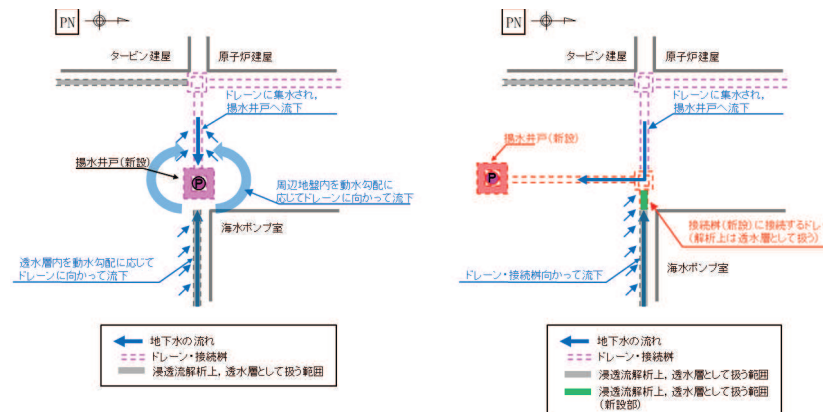 PN
タービン建屋
原子炉建屋
ドレーンに集水され,
揚水井戸へ流下
揚水井戸(新設)
P
周辺地盤内を動水勾配に
応じてドレーンに向かって流下
海水ポンプ室
透水層内を動水勾配に応じて
ドレーンに向かって流下
地下水の流れ
ドレーン・接続桝
浸透流解析上,透水層として扱う範囲
PN
タービン建屋
原子炉建屋
ドレーンに集水され,
揚水井戸へ流下
揚水井戸(新設)
P
接続桝(新設)に接続するドレ
(解析上は透水層として扱う)
海水ポンプ室
ドレーン・接続桝向かって流下
地下水の流れ
ドレーン・接続桝
浸透流解析上,透水層として扱う範囲
浸透流解析上,透水層として扱う範囲
(新設部)